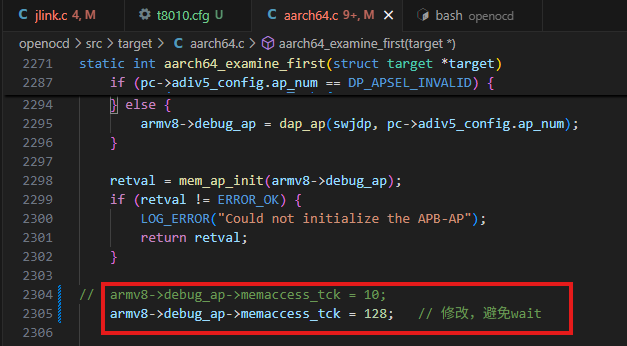 jlink.c 4
t8010.cfg
aarch64.c 9+, M
bash openocd
openocd > src > target > C aarch64.c > aarch64_examine_first(target *)
2271 static int aarch64_examine_first(struct target *target)
2287 if (pc->adiv5_config.ap_num == DP_APSEL_INVALID) {
2294 } else {
2295 armv8->debug_ap = dap_ap(swjdp, pc->adiv5_config.ap_num);
2296 }
2297
2298 retval = mem_ap_init(armv8->debug_ap);
2299 if (retval != ERROR_OK) {
2300 LOG_ERROR("Could not initialize the APB-AP");
2301 return retval;
2302 }
2303
2304 // armv8->debug_ap->memaccess_tck = 10;
2305 armv8->debug_ap->memaccess_tck = 128; // 修改，避免wait
2306